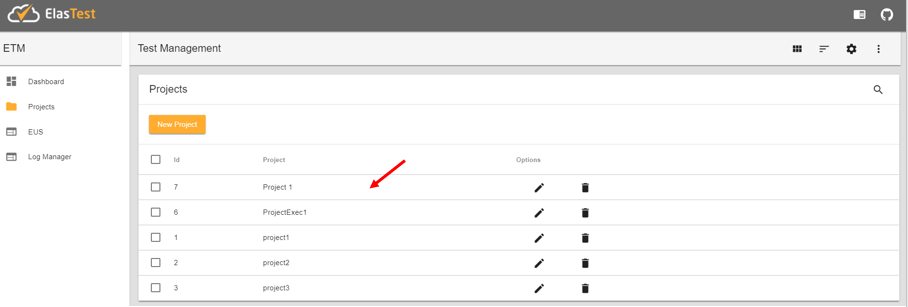 ElasTest
ETM
Test Management
Dashboard
Projects
EUS
Log Manager
Projects
New Project
Id Project Options
7 Project 1
6 ProjectExec1
1 project1
2 project2
3 project3